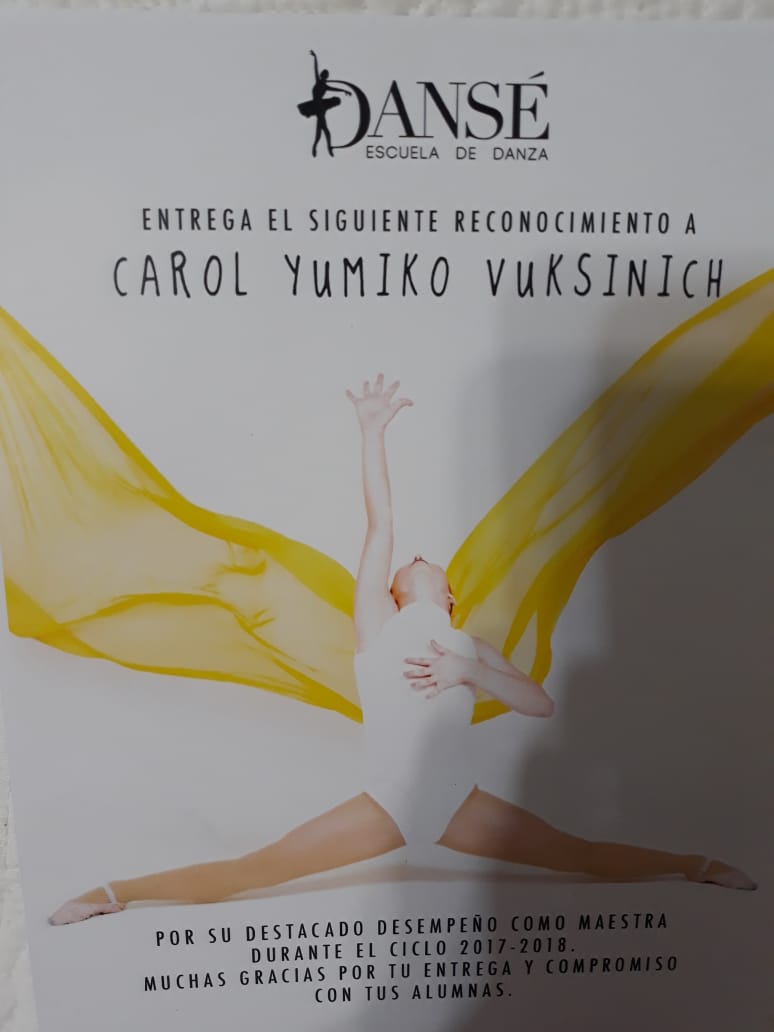 DANSÉ
ESCUELA DE DANZA
ENTREGA EL SIGUIENTE RECONOCIMIENTO A
CAROL YUMIKO VUKSINICH
POR SU DESTACADO DESEMPEÑO COMO MAESTRA
DURANTE EL CICLO 2017-2018.
MUCHAS GRACIAS POR TU ENTREGA Y COMPROMISO
CON TUS ALUMNAS.